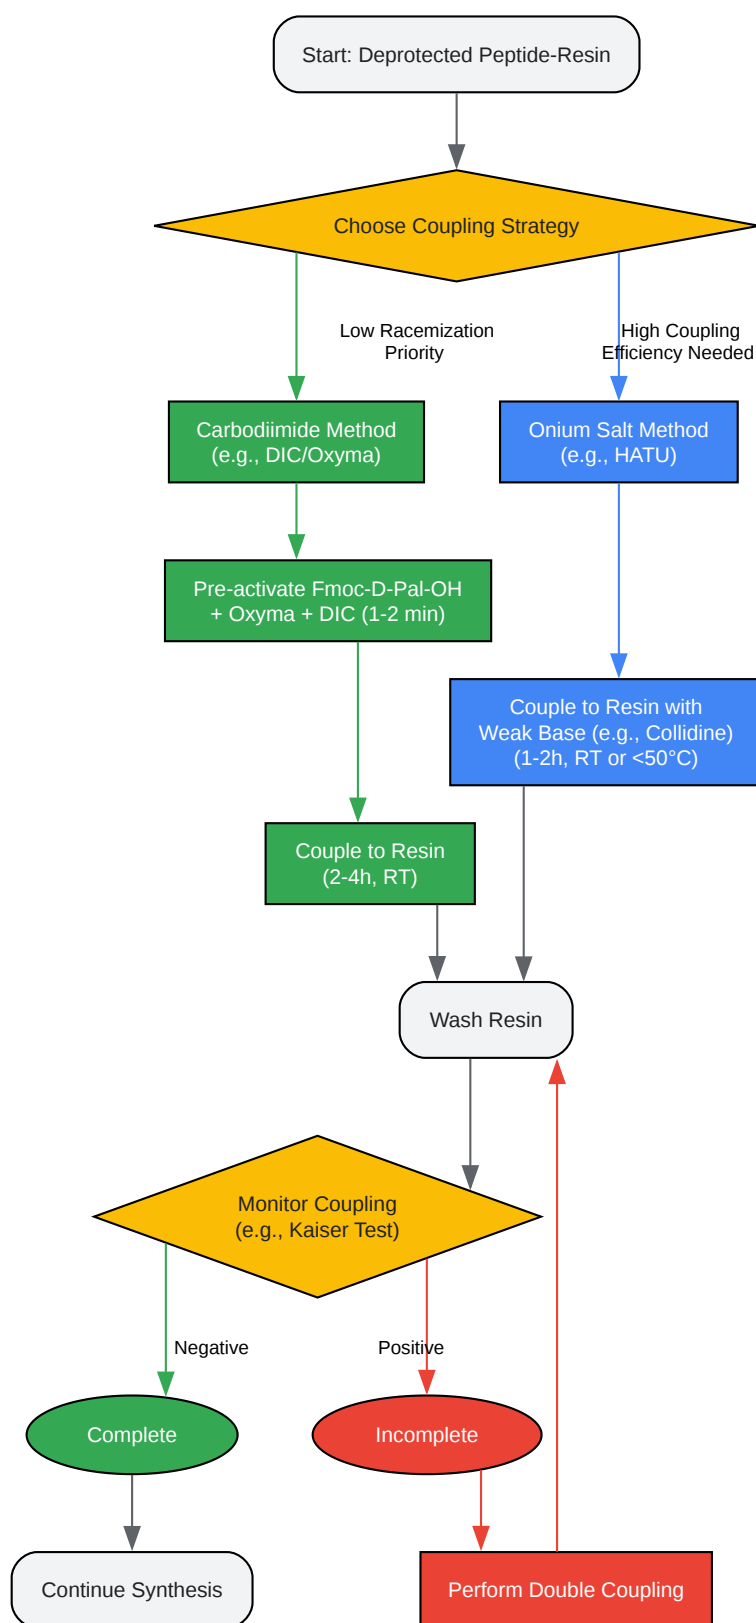 Start: Deprotected Peptide-Resin
Choose Coupling Strategy
Low Racemization
Priority
High Coupling
Efficiency Needed
Carbodiimide Method
(e.g., DIC/Oxyma)
Onium Salt Method
(e.g., HATU)
Pre-activate Fmoc-D-Pal-OH
+ Oxyma + DIC (1-2 min)
Couple to Resin with
Weak Base (e.g., Collidine)
(1-2h, RT or <50°C)
Couple to Resin
(2-4h, RT)
Wash Resin
Monitor Coupling
(e.g., Kaiser Test)
Negative
Positive
Complete
Incomplete
Continue Synthesis
Perform Double Coupling